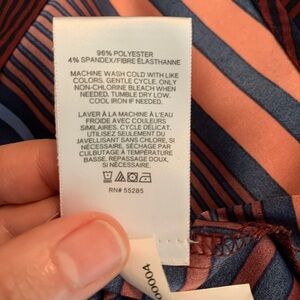 96% POLYESTER
4% SPANDEX/FIBRE ÉLASTHANNE
MACHINE WASH COLD WITH LIKE
COLORS. GENTLE CYCLE. ONLY
NON-CHLORINE BLEACH WHEN
NEEDED. TUMBLE DRY LOW.
COOL IRON IF NEEDED.
LAVER À LA MACHINE À L'EAU
FROIDE AVEC COULEURS
SIMILAIRES. CYCLE DÉLICAT.
UTILISEZ SEULEMENT DU
JAVELLISANT SANS CHLORE, SI
NÉCESSAIRE. SÉCHAGE PAR
CULBUTAGE À TEMPÉRATURE
BASSE. REPASSAGE DOUX,
SI NÉCESSAIRE.
RN# 55285